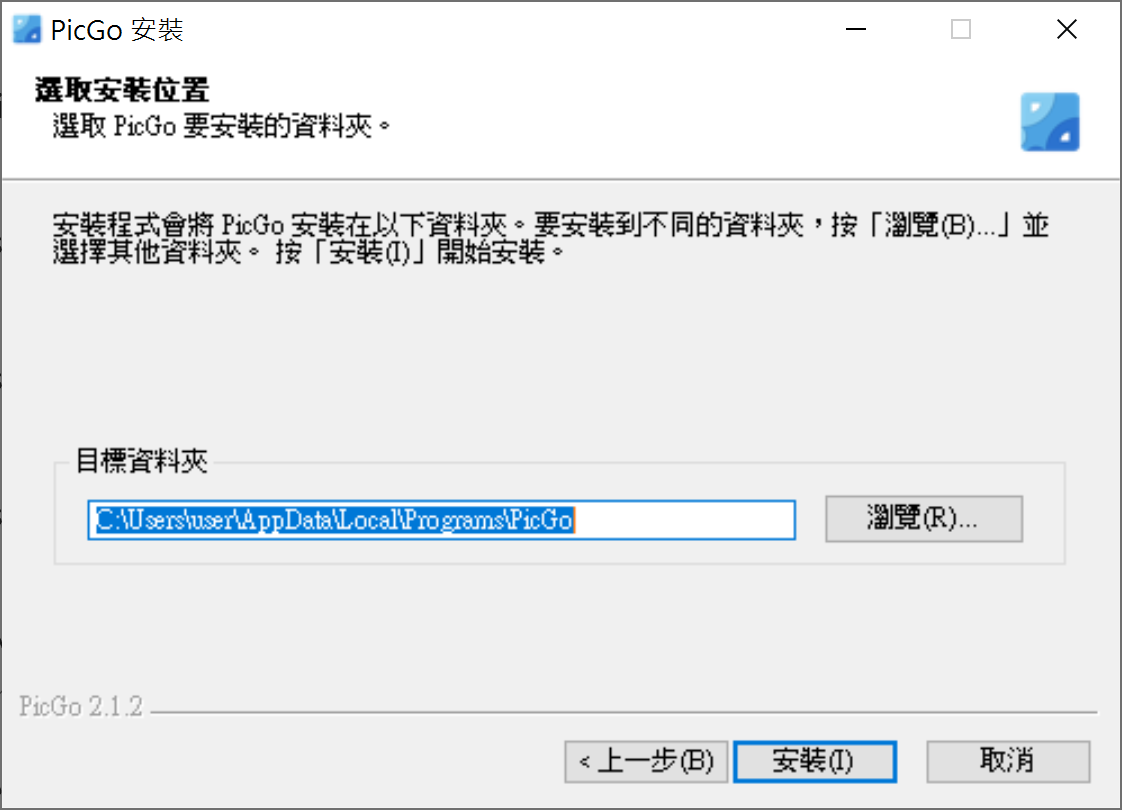 PicGo 安裝
選取安裝位置
選取 PicGo 要安裝的資料夾。
安裝程式會將 PicGo 安裝在以下資料夾。要安裝到不同的資料夾，按「瀏覽(B)...」並
選擇其他資料夾。 按「安裝(I)」開始安裝。
目標資料夾
C:\Users\user\AppData\Local\Programs\PicGo
瀏覽(R)...
PicGo 2.1.2
< 上一步(B)
安裝(I)
取消